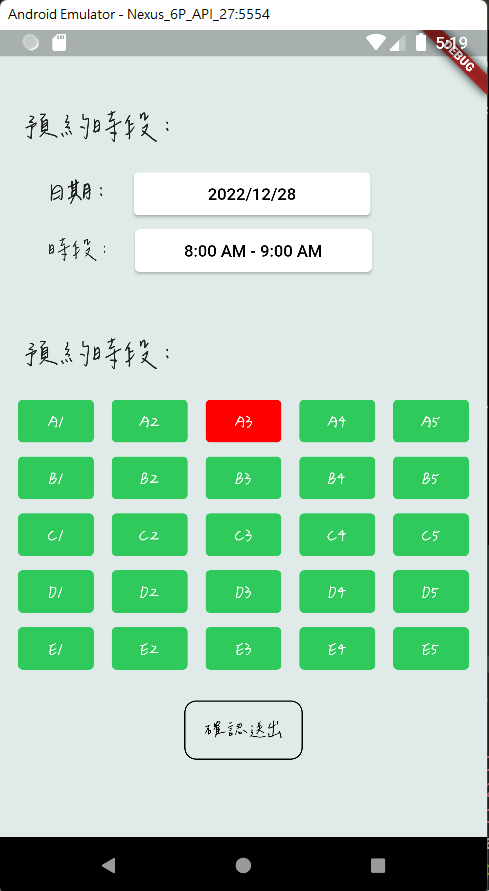 Android Emulator - Nexus_6P_API_27:5554
5:19
DEBUG
預約時段：
日期： 2022/12/28
時段： 8:00 AM - 9:00 AM
預約時段：
A1 A2 A3 A4 A5
B1 B2 B3 B4 B5
C1 C2 C3 C4 C5
D1 D2 D3 D4 D5
E1 E2 E3 E4 E5
確認送出